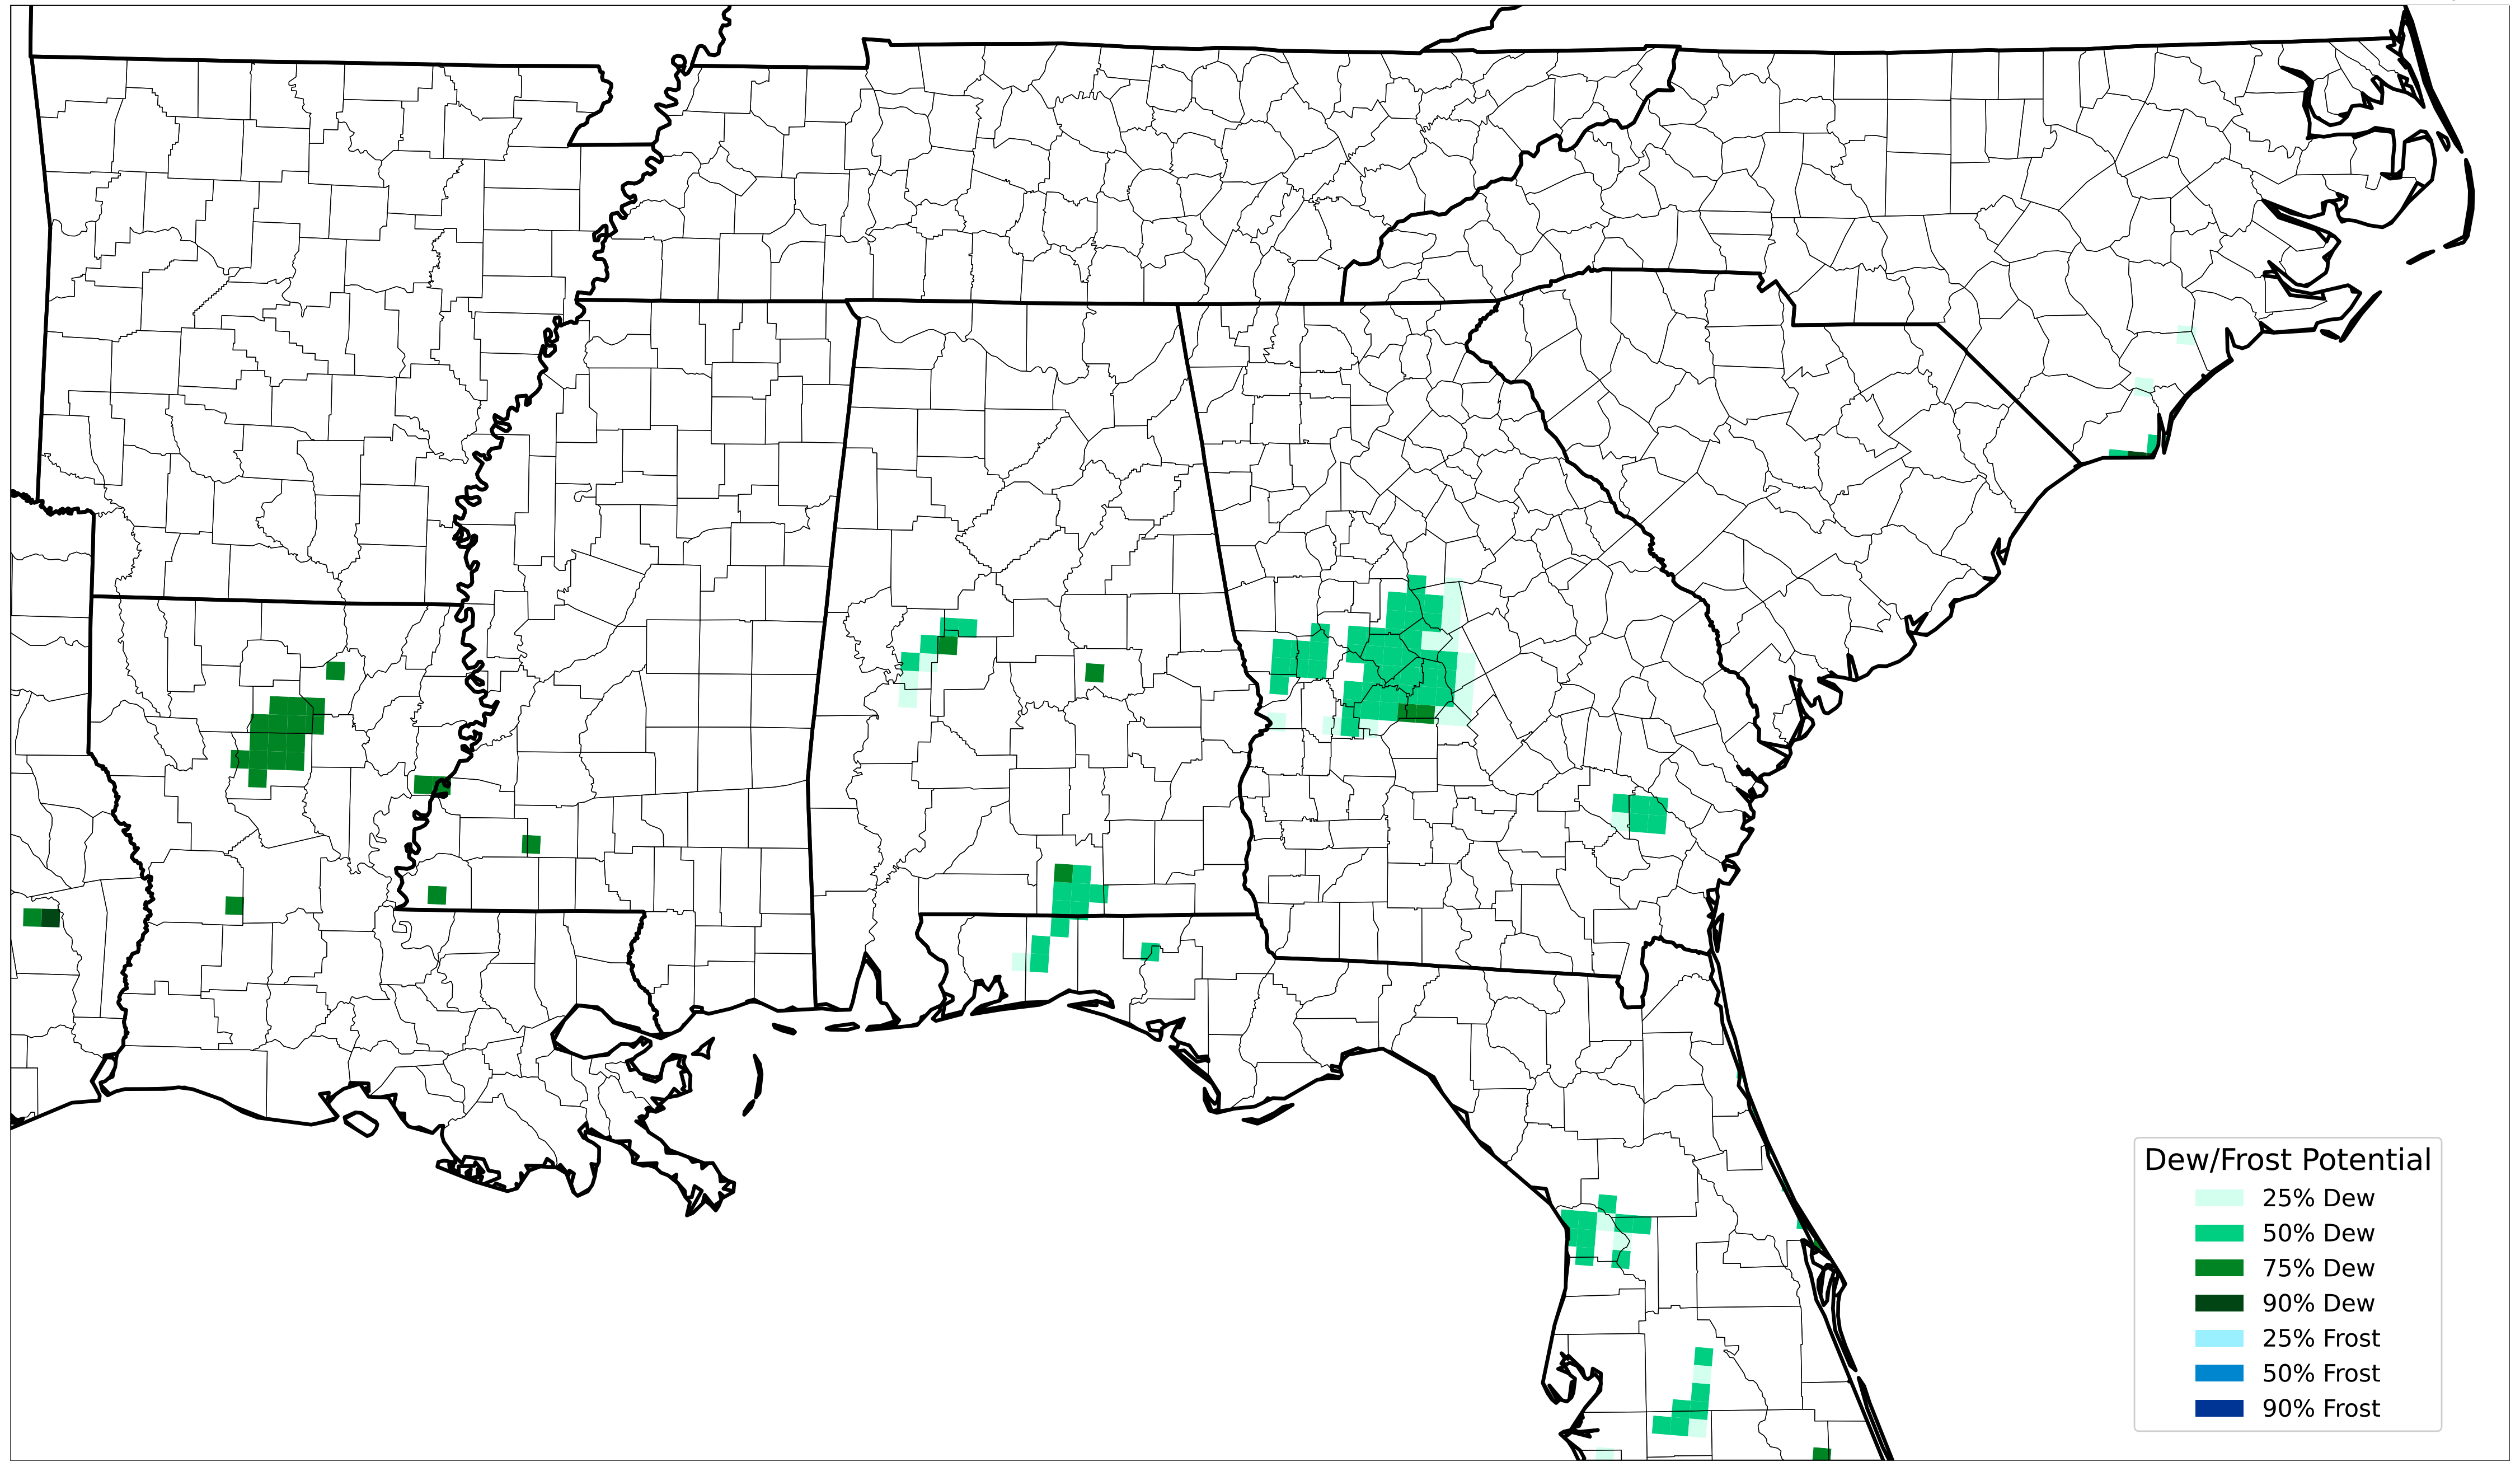 Dew/Frost Potential
25% Dew
50% Dew
75% Dew
90% Dew
25% Frost
50% Frost
90% Frost